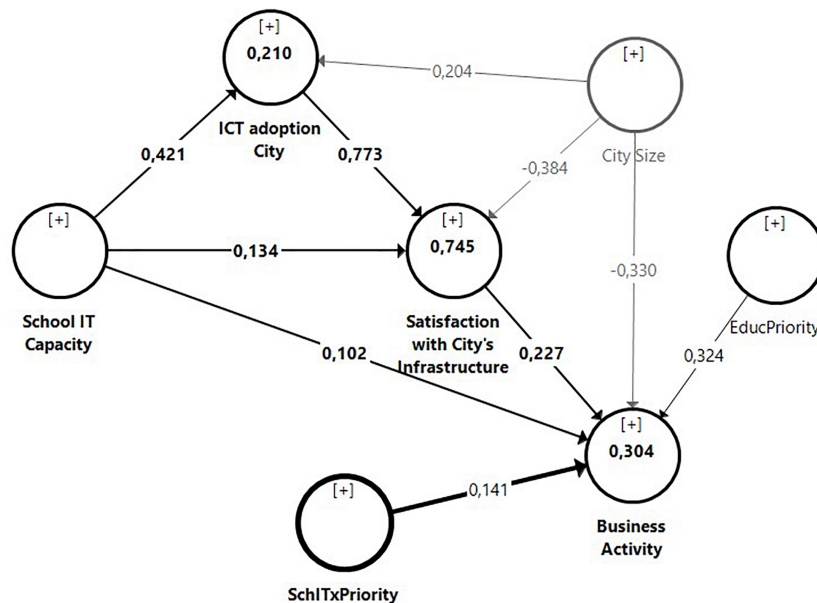 [+]
0,210
ICT adoption
City
[+]
City Size
0,204
0,421
0,773
-0,384
[+]
School IT
Capacity
0,134
[+]
0,745
Satisfaction
with City's
Infrastructure
-0,330
[+]
EducPriority
0,102
0,227
0,324
[+]
0,304
Business
Activity
[+]
SchITxPriority
0,141